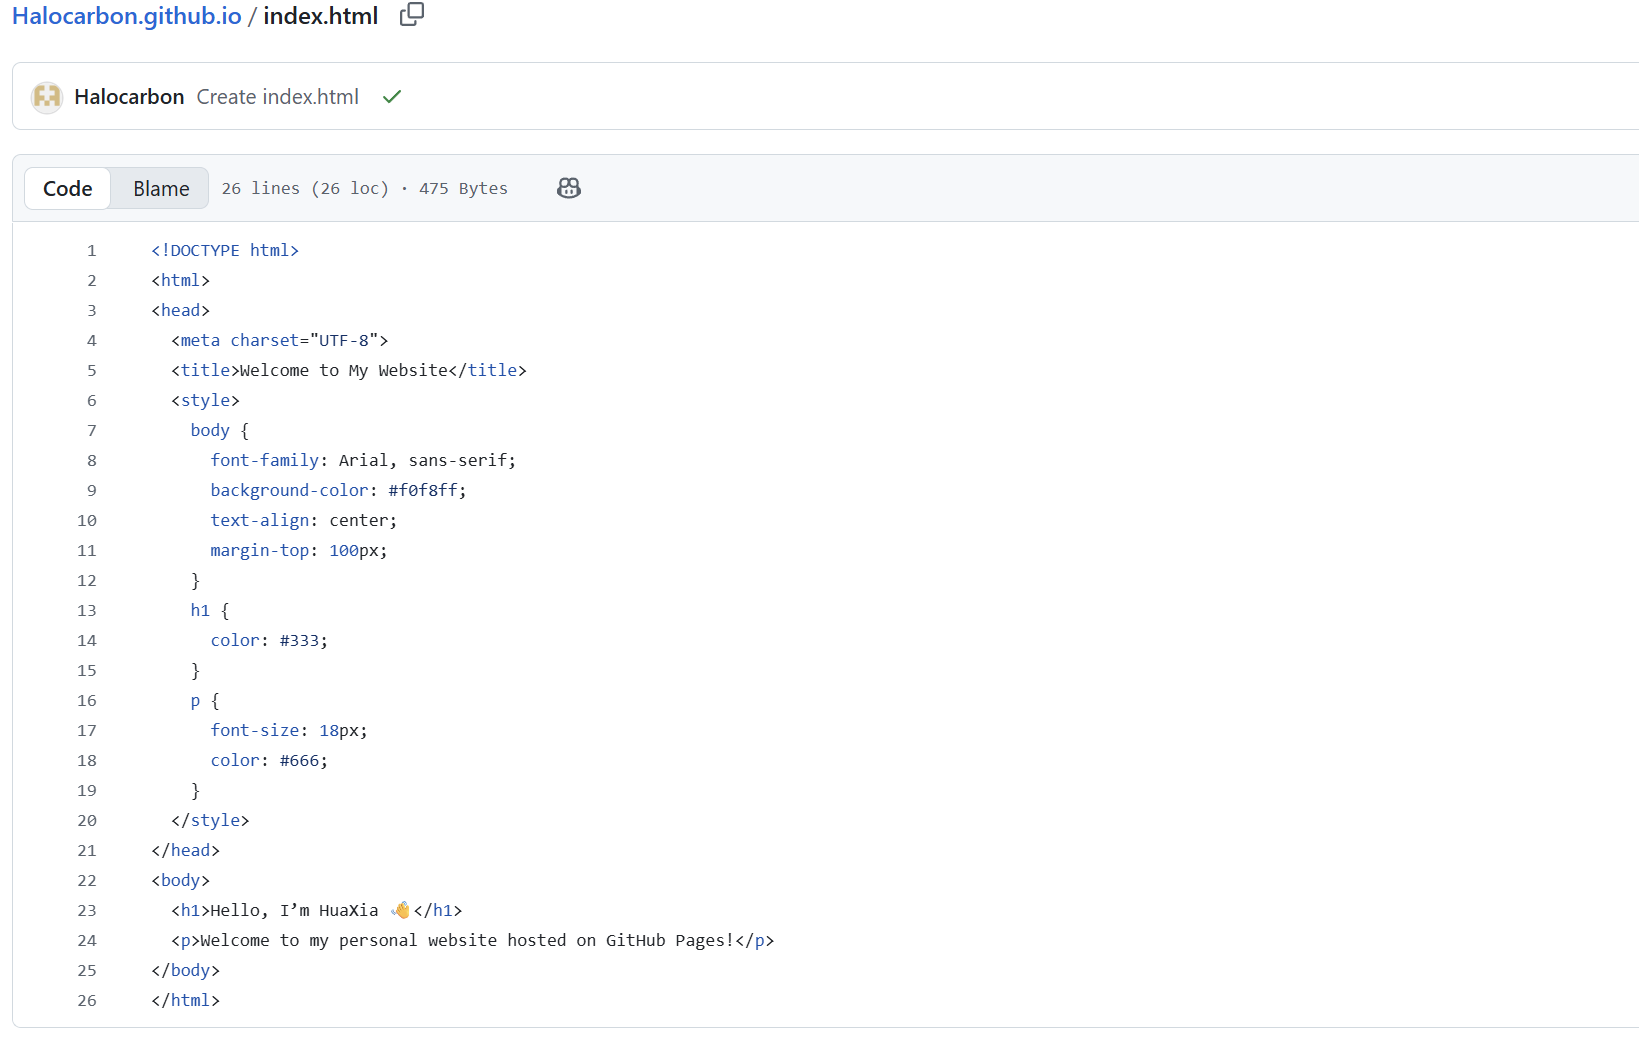 Halocarbon.github.io / index.html
Halocarbon Create index.html
Code Blame 26 lines (26 loc) · 475 Bytes
1 <!DOCTYPE html>
2 <html>
3 <head>
4   <meta charset="UTF-8">
5   <title>Welcome to My Website</title>
6   <style>
7     body {
8       font-family: Arial, sans-serif;
9       background-color: #f0f8ff;
10       text-align: center;
11       margin-top: 100px;
12     }
13     h1 {
14       color: #333;
15     }
16     p {
17       font-size: 18px;
18       color: #666;
19     }
20   </style>
21 </head>
22 <body>
23   <h1>Hello, I’m HuaXia 👋</h1>
24   <p>Welcome to my personal website hosted on GitHub Pages!</p>
25 </body>
26 </html>